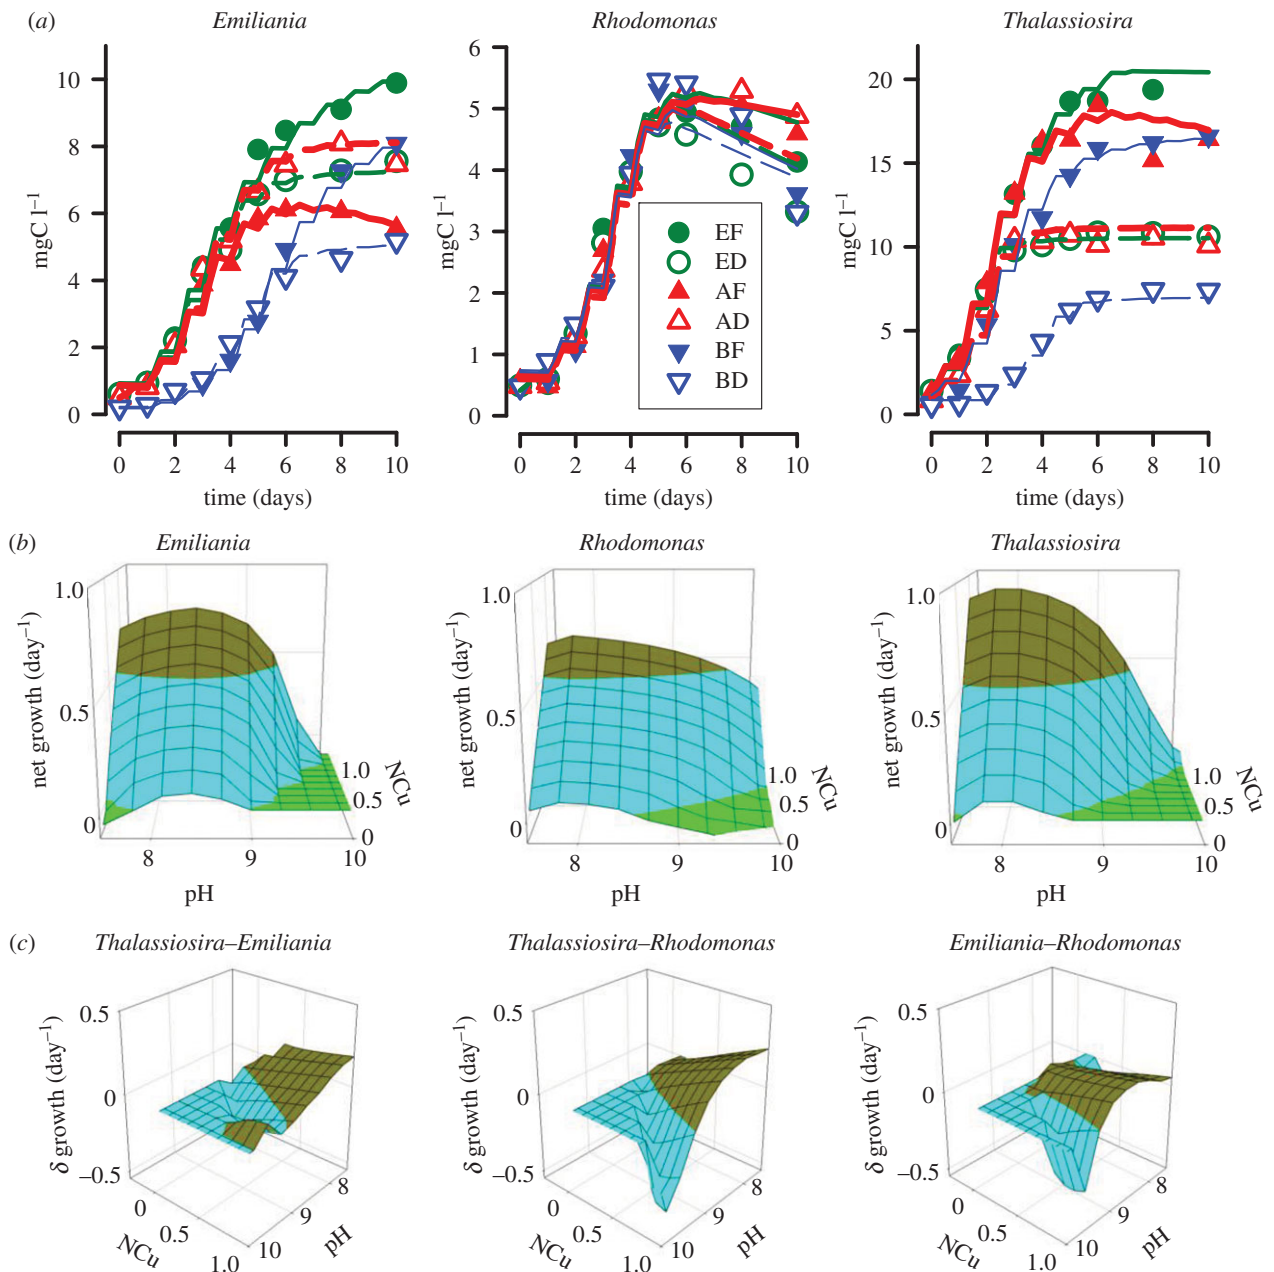 (a)
Emiliania
Rhodomonas
Thalassiosira
mgC l⁻¹
10
8
6
4
2
0
0 2 4 6 8 10
time (days)
mgC l⁻¹
6
5
4
3
2
1
0
EF
ED
AF
AD
BF
BD
0 2 4 6 8 10
time (days)
mgC l⁻¹
20
15
10
5
0
0 2 4 6 8 10
time (days)
(b)
Emiliania
Rhodomonas
Thalassiosira
net growth (day⁻¹)
1.0
0.5
0
8 9 10
pH
1.0
0.5
0
NCu
net growth (day⁻¹)
1.0
0.5
0
8 9 10
pH
1.0
0.5
0
NCu
net growth (day⁻¹)
1.0
0.5
0
8 9 10
pH
1.0
0.5
0
NCu
(c)
Thalassiosira–Emiliania
Thalassiosira–Rhodomonas
Emiliania–Rhodomonas
δ growth (day⁻¹)
0.5
0
–0.5
0 0.5 1.0
NCu
10 9 8
pH
δ growth (day⁻¹)
0.5
0
–0.5
0 0.5 1.0
NCu
10 9 8
pH
δ growth (day⁻¹)
0.5
0
–0.5
0 0.5 1.0
NCu
10 9 8
pH